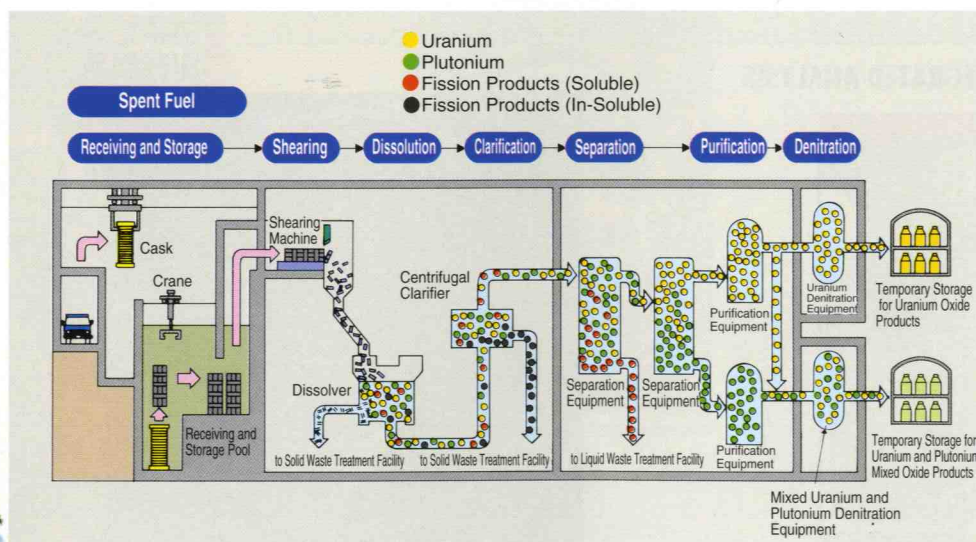 Uranium
Plutonium
Fission Products (Soluble)
Fission Products (In-Soluble)
Spent Fuel
Receiving and Storage
Shearing
Dissolution
Clarification
Separation
Purification
Denitration
Cask
Crane
Receiving and
Storage Pool
Shearing
Machine
Dissolver
to Solid Waste Treatment Facility
Centrifugal
Clarifier
to Solid Waste Treatment Facility
Separation
Equipment
Separation
Equipment
to Liquid Waste Treatment Facility
Purification
Equipment
Purification
Equipment
Uranium
Denitration
Equipment
Temporary Storage
for Uranium Oxide
Products
Temporary Storage for
Uranium and Plutonium
Mixed Oxide Products
Mixed Uranium and
Plutonium Denitration
Equipment